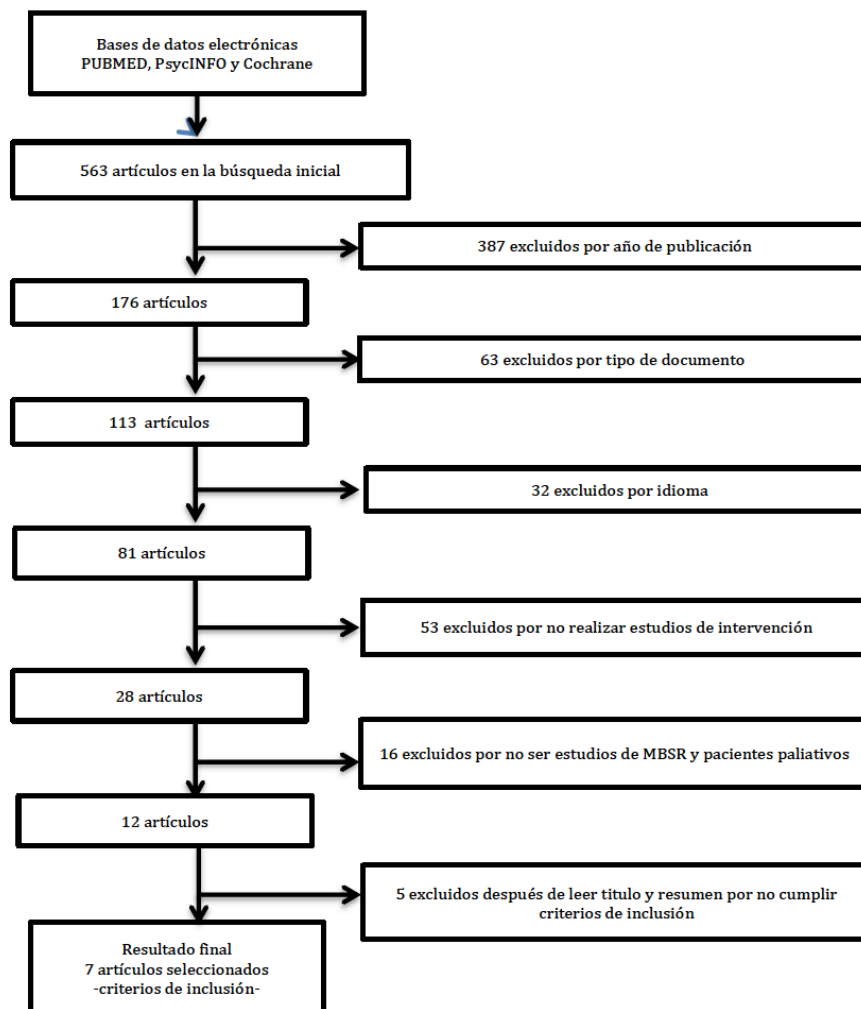 Bases de datos electrónicas
PUBMED, PsycINFO y Cochrane
563 artículos en la búsqueda inicial
387 excluidos por año de publicación
176 artículos
63 excluidos por tipo de documento
113 artículos
32 excluidos por idioma
81 artículos
53 excluidos por no realizar estudios de intervención
28 artículos
16 excluidos por no ser estudios de MBSR y pacientes paliativos
12 artículos
5 excluidos después de leer titulo y resumen por no cumplir
criterios de inclusión
Resultado final
7 artículos seleccionados
-criterios de inclusión-